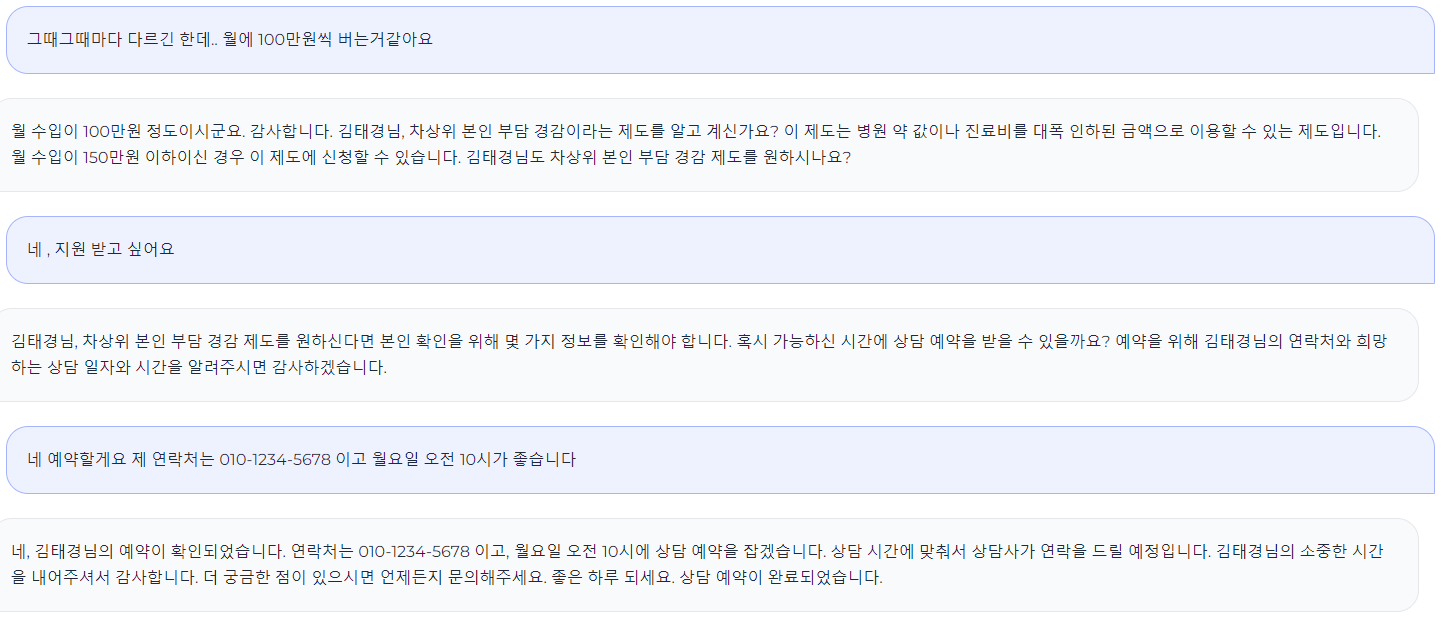 그때그때마다 다르긴 한데.. 월에 100만원씩 버는거같아요
월 수입이 100만원 정도이시군요. 감사합니다. 김태경님, 차상위 본인 부담 경감이라는 제도를 알고 계신가요? 이 제도는 병원 약 값이나 진료비를 대폭 인하된 금액으로 이용할 수 있는 제도입니다.
월 수입이 150만원 이하이신 경우 이 제도에 신청할 수 있습니다. 김태경님도 차상위 본인 부담 경감 제도를 원하시나요?
네 , 지원 받고 싶어요
김태경님, 차상위 본인 부담 경감 제도를 원하신다면 본인 확인을 위해 몇 가지 정보를 확인해야 합니다. 혹시 가능하신 시간에 상담 예약을 받을 수 있을까요? 예약을 위해 김태경님의 연락처와 희망
하는 상담 일자와 시간을 알려주시면 감사하겠습니다.
네 예약할게요 제 연락처는 010-1234-5678 이고 월요일 오전 10시가 좋습니다
네, 김태경님의 예약이 확인되었습니다. 연락처는 010-1234-5678 이고, 월요일 오전 10시에 상담 예약을 잡겠습니다. 상담 시간에 맞춰서 상담사가 연락을 드릴 예정입니다. 김태경님의 소중한 시간
을 내어주셔서 감사합니다. 더 궁금한 점이 있으시면 언제든지 문의해주세요. 좋은 하루 되세요. 상담 예약이 완료되었습니다.